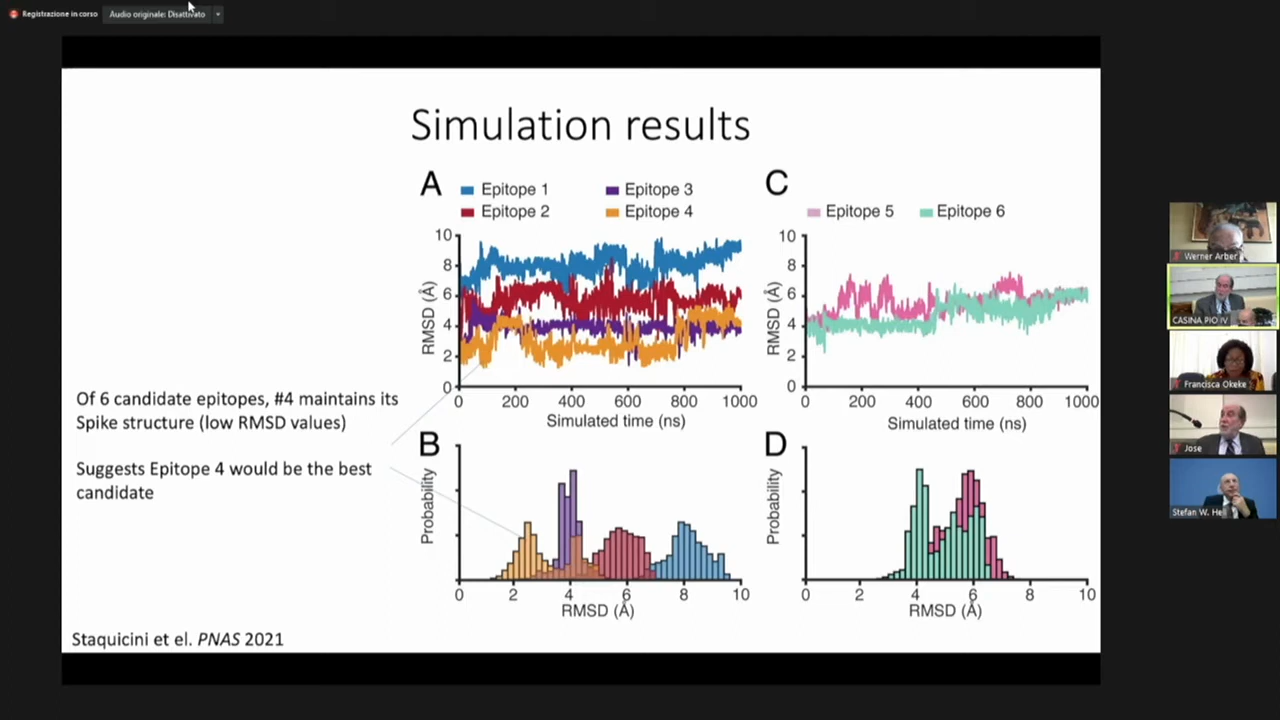 Registrazione in corso
Audio originale: Disattivato
Simulation results
A
Epitope 1
Epitope 3
Epitope 2
Epitope 4
10
8
6
4
2
0
RMSD (Å)
0 200 400 600 800 1000
Simulated time (ns)
C
Epitope 5
Epitope 6
10
8
6
4
2
0
RMSD (Å)
0 200 400 600 800 1000
Simulated time (ns)
Of 6 candidate epitopes, #4 maintains its
Spike structure (low RMSD values)
Suggests Epitope 4 would be the best
candidate
B
Probability
0 2 4 6 8 10
RMSD (Å)
D
Probability
0 2 4 6 8 10
RMSD (Å)
Staquicini et el. PNAS 2021
Werner Arber
CASINA PIO IV
Francisca Okeke
Jose
Stefan W. Hell